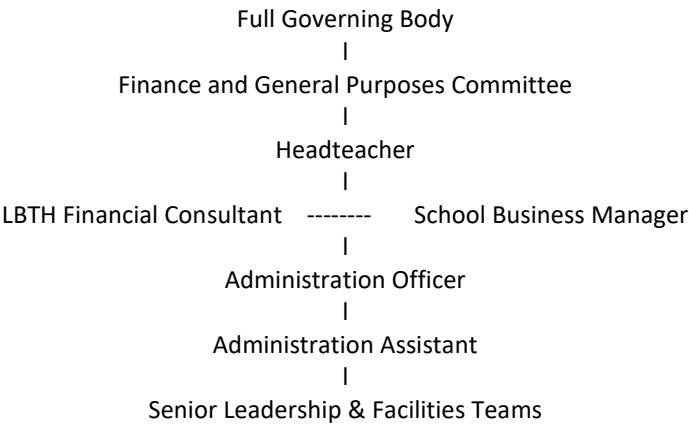 Full Governing Body
I
Finance and General Purposes Committee
I
Headteacher
I
LBTH Financial Consultant -------- School Business Manager
I
Administration Officer
I
Administration Assistant
I
Senior Leadership & Facilities Teams